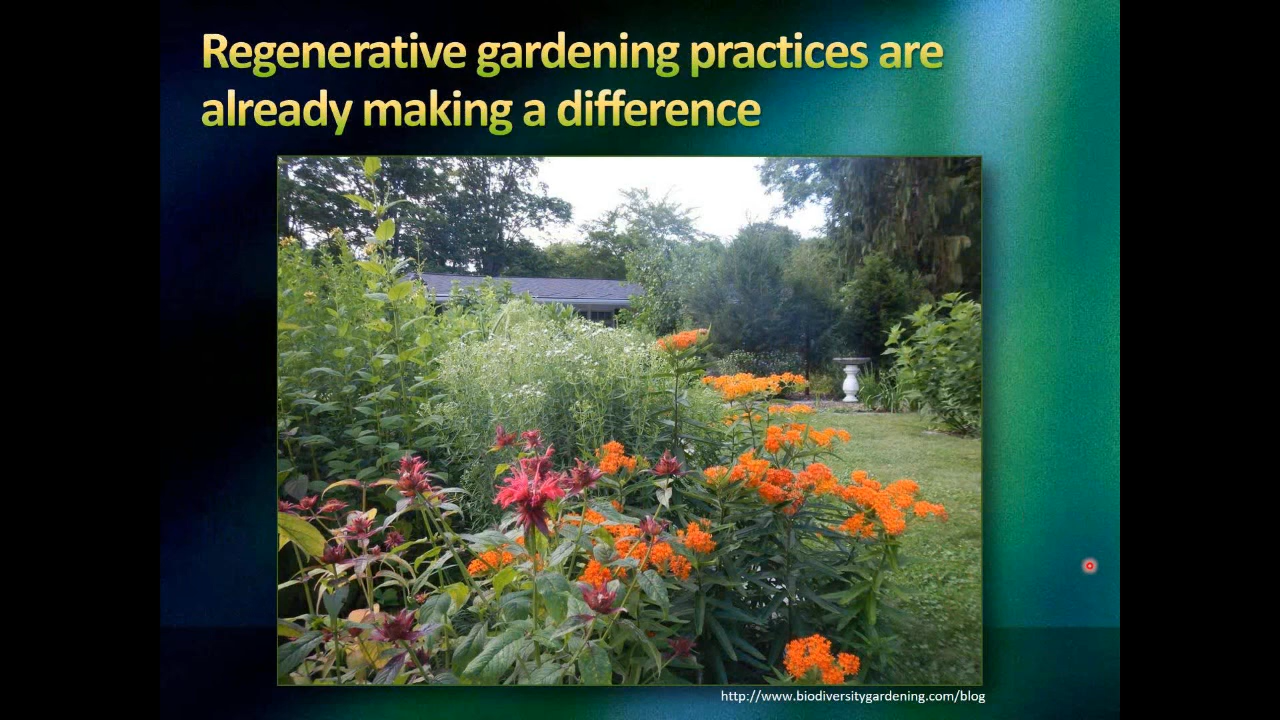 Regenerative gardening practices are
already making a difference
http://www.biodiversitygardening.com/blog